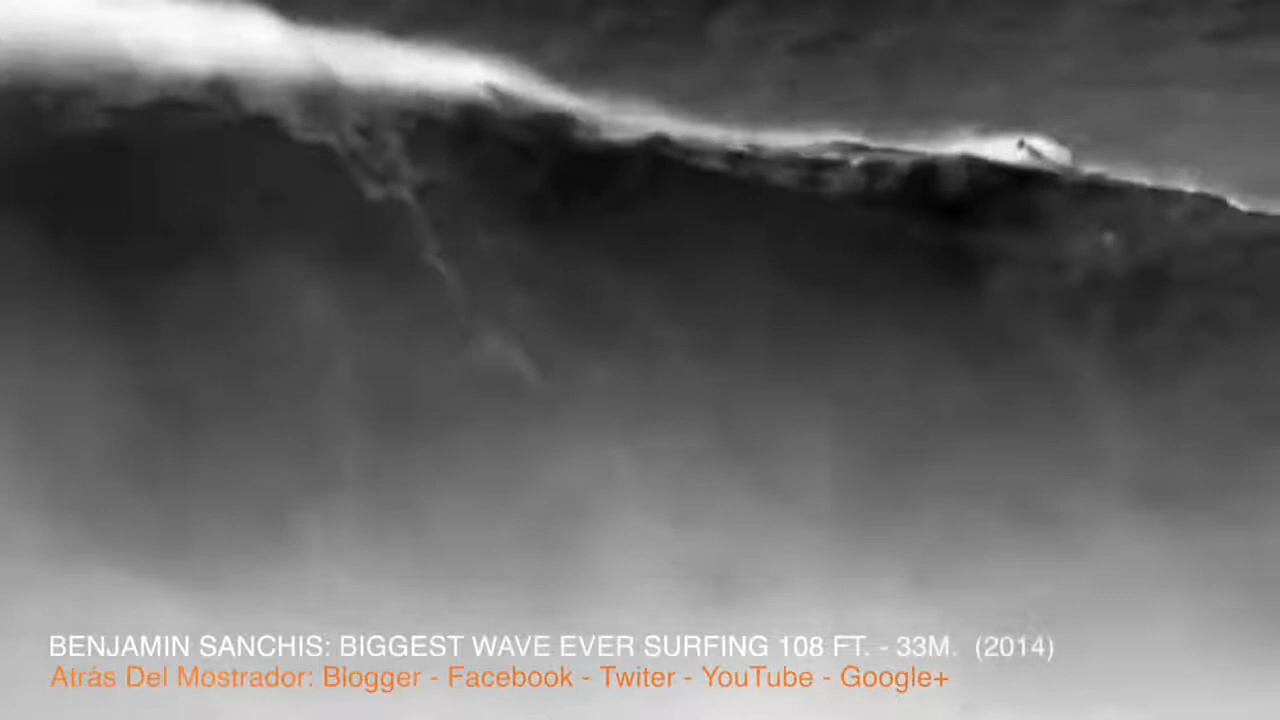 BENJAMIN SANCHIS: BIGGEST WAVE EVER SURFING 108 FT. - 33M. (2014)
Atrás Del Mostrador: Blogger - Facebook - Twiter - YouTube - Google+